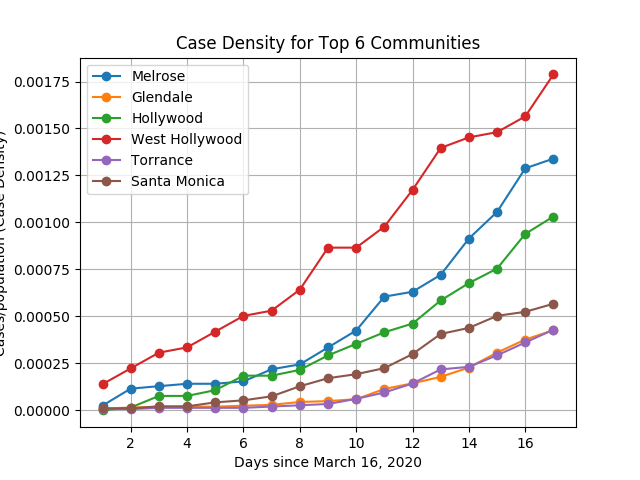 Case Density for Top 6 Communities
Melrose
Glendale
Hollywood
West Hollywood
Torrance
Santa Monica
0.00175
0.00150
0.00125
0.00100
0.00075
0.00050
0.00025
0.00000
Cases/population (Case Density)
2 4 6 8 10 12 14 16
Days since March 16, 2020